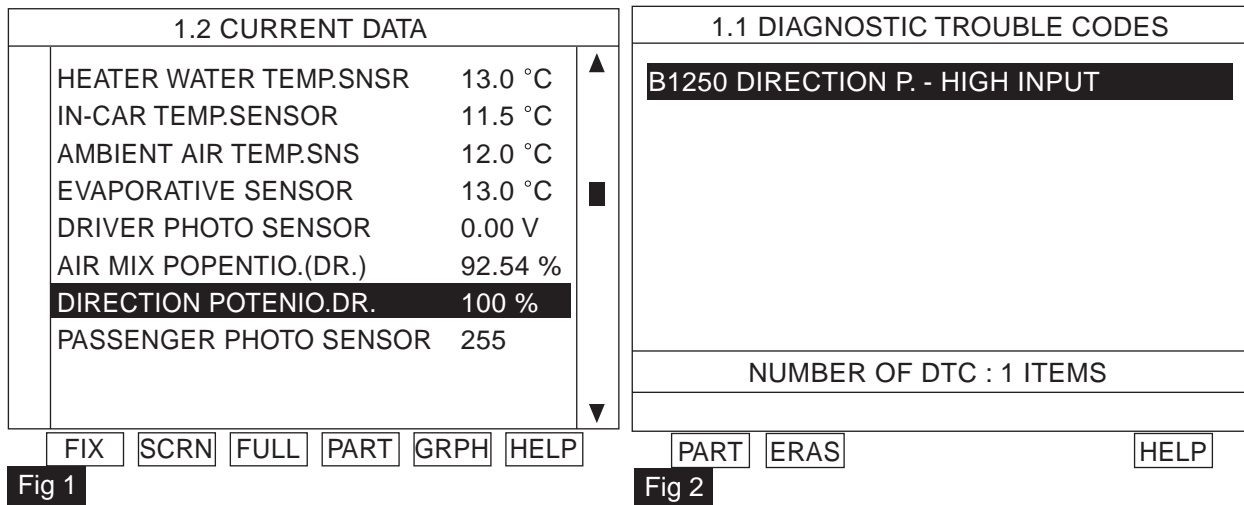 1.2 CURRENT DATA
HEATER WATER TEMP.SNSR 13.0 °C
IN-CAR TEMP.SENSOR 11.5 °C
AMBIENT AIR TEMP.SNS 12.0 °C
EVAPORATIVE SENSOR 13.0 °C
DRIVER PHOTO SENSOR 0.00 V
AIR MIX POPENTIO.(DR.) 92.54 %
DIRECTION POTENIO.DR. 100 %
PASSENGER PHOTO SENSOR 255
FIX SCRN FULL PART GRPH HELP
Fig 1
1.1 DIAGNOSTIC TROUBLE CODES
B1250 DIRECTION P. - HIGH INPUT
NUMBER OF DTC : 1 ITEMS
PART ERAS HELP
Fig 2